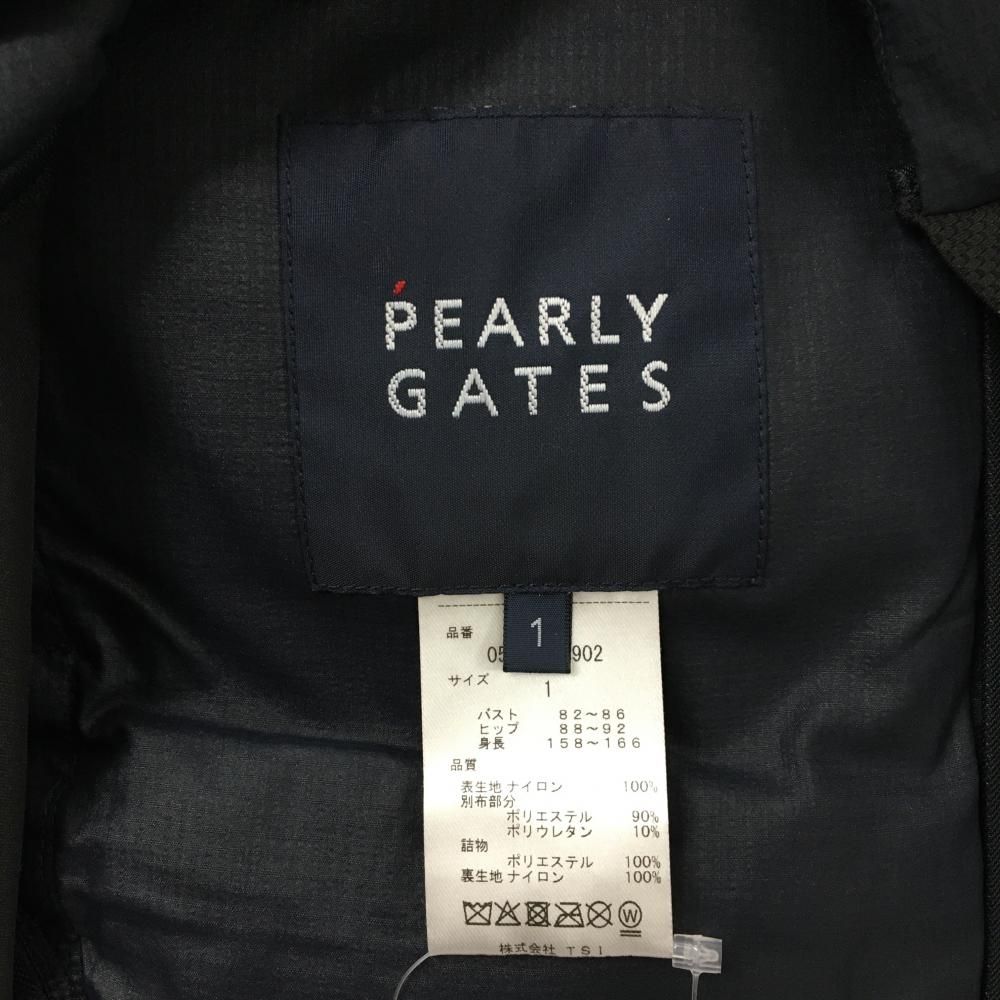 PEARLY
GATES
1
品番
05 902
サイズ
1
バスト 82～86
ヒップ 88～92
身長 158～166
品質
表生地 ナイロン 100%
別布部分
ポリエステル 90%
ポリウレタン 10%
詰物
ポリエステル 100%
裏生地 ナイロン 100%
W
株式会社 TSI